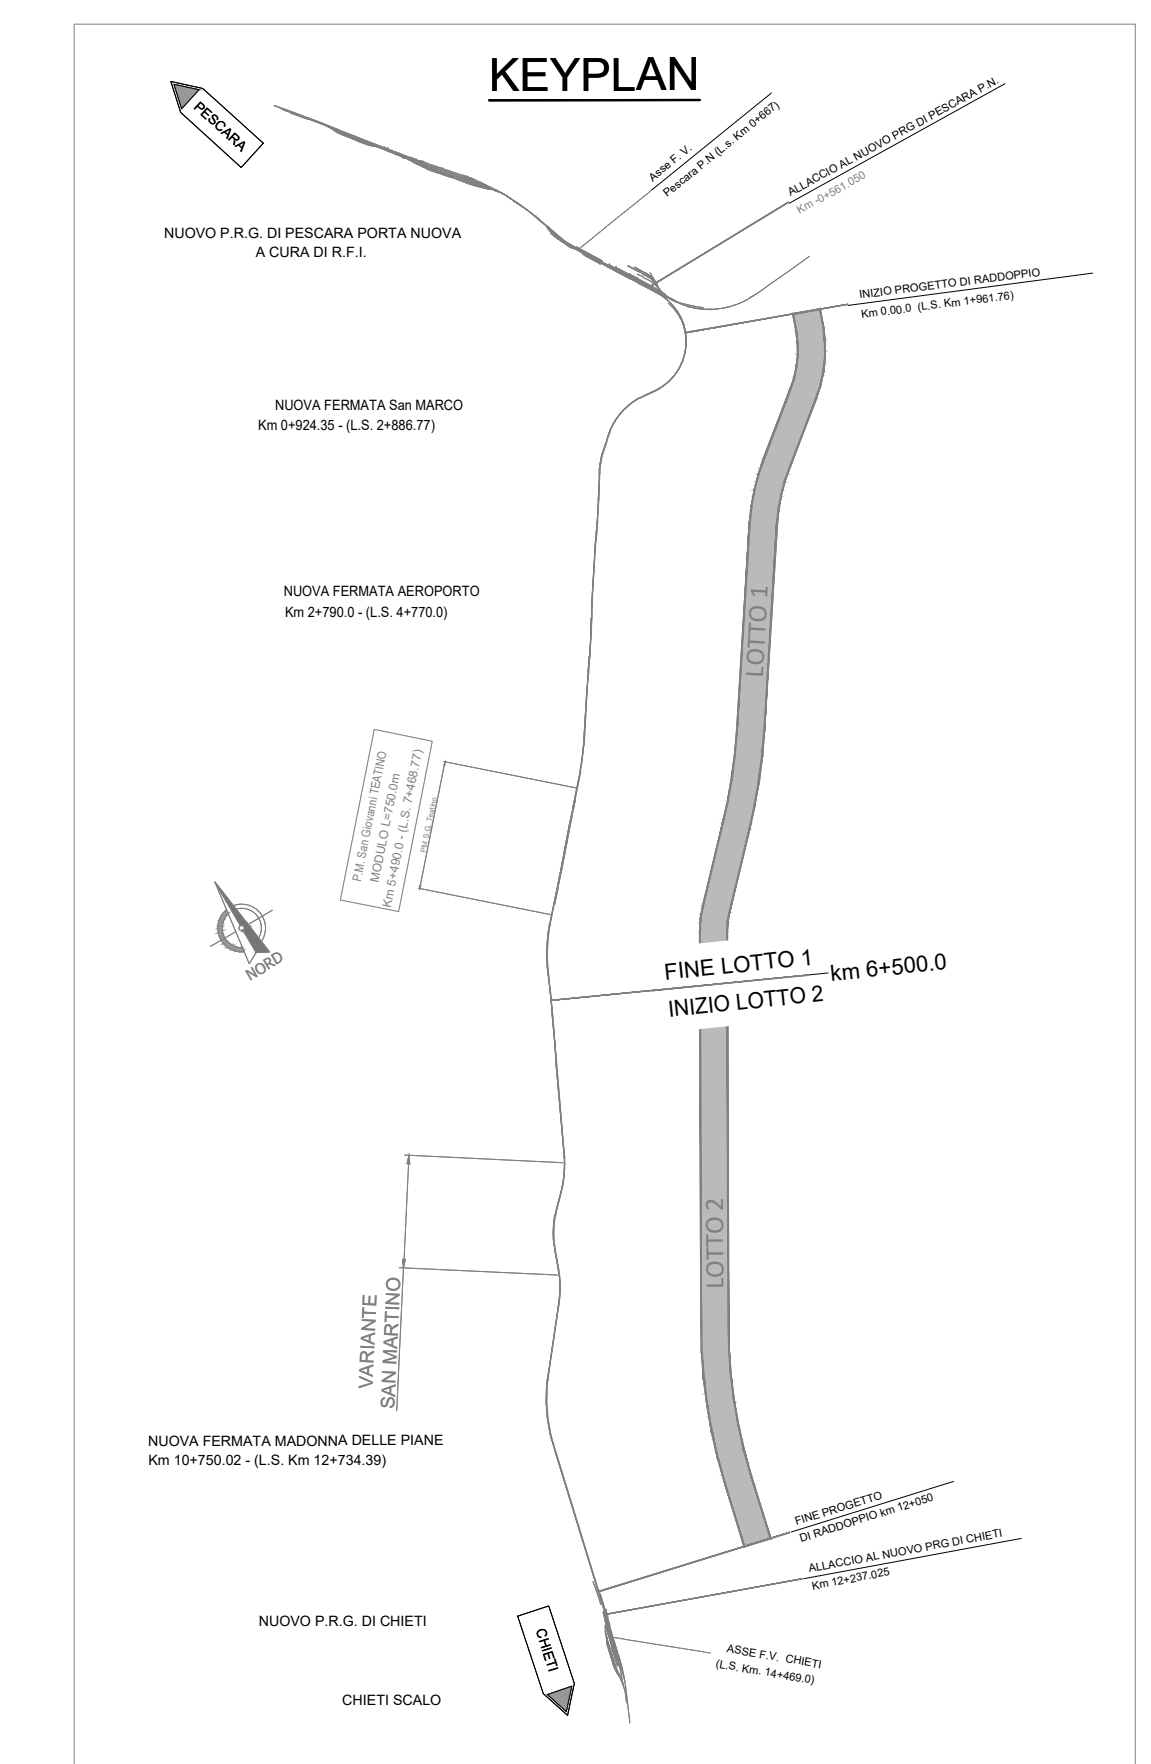 KEYPLAN
PESCARA
Asse F. V.
Pescara P.N (L.s. Km 0+667)
ALLACCIO AL NUOVO PRG DI PESCARA P.N.
Km -0+561.050
NUOVO P.R.G. DI PESCARA PORTA NUOVA
A CURA DI R.F.I.
INIZIO PROGETTO DI RADDOPPIO
Km 0.00.0 (L.S. Km 1+961.76)
NUOVA FERMATA San MARCO
Km 0+924.35 - (L.S. 2+886.77)
NUOVA FERMATA AEROPORTO
Km 2+790.0 - (L.S. 4+770.0)
LOTTO 1
P.M. San Giovanni TEATINO
MODULO L=750.0m
Km 5+490.0 - (L.S. 7+468.77)
PM S.G. Teatino
NORD
FINE LOTTO 1
km 6+500.0
INIZIO LOTTO 2
LOTTO 2
VARIANTE
SAN MARTINO
NUOVA FERMATA MADONNA DELLE PIANE
Km 10+750.02 - (L.S. Km 12+734.39)
FINE PROGETTO
DI RADDOPPIO km 12+050
ALLACCIO AL NUOVO PRG DI CHIETI
Km 12+237.025
NUOVO P.R.G. DI CHIETI
CHIETI
ASSE F.V. CHIETI
(L.S. Km. 14+469.0)
CHIETI SCALO